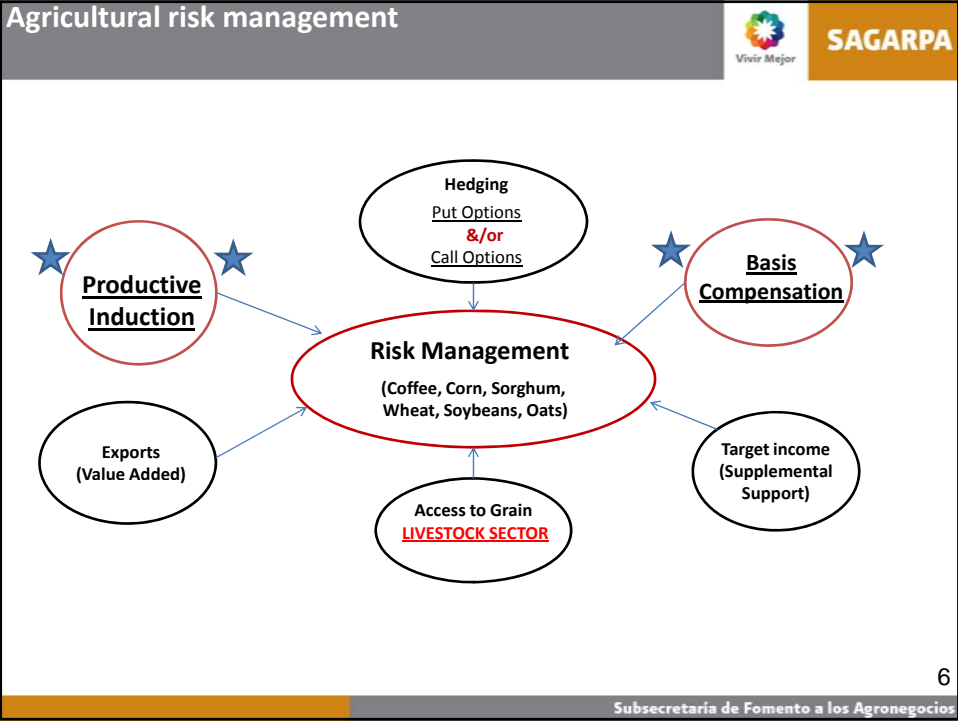 Agricultural risk management
Vivir Mejor
SAGARPA
Hedging
Put Options
&/or
Call Options
Productive
Induction
Basis
Compensation
Risk Management
(Coffee, Corn, Sorghum,
Wheat, Soybeans, Oats)
Exports
(Value Added)
Target income
(Supplemental
Support)
Access to Grain
LIVESTOCK SECTOR
6
Subsecretaría de Fomento a los Agronegocios